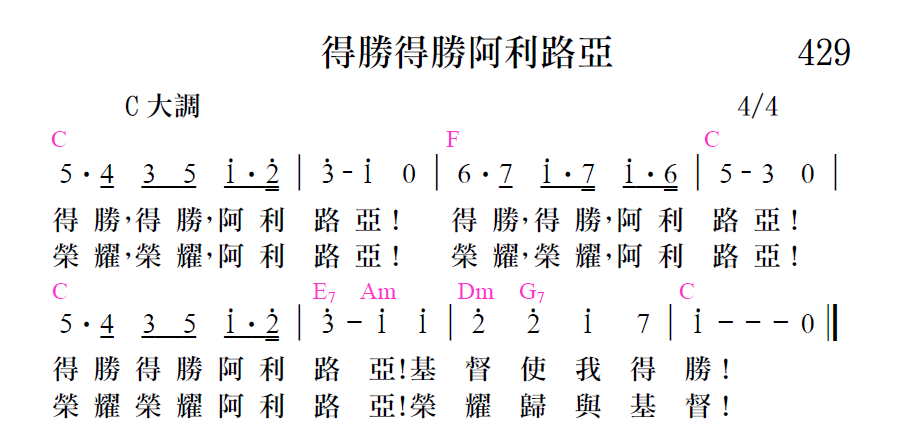 得勝得勝阿利路亞 429
C 大調 4/4
C F C
5·4 3 5 i·2̇ | 3̇-i 0 | 6·7 i·7 i·6 | 5-3 0 |
得勝,得勝,阿利路亞! 得勝,得勝,阿利路亞!
榮耀,榮耀,阿利路亞! 榮耀,榮耀,阿利路亞!
C E7 Am Dm G7 C
5·4 3 5 i·2̇ | 3̇-i i | 2̇ 2̇ i 7 | i---0 ‖
得勝得勝阿利路亞!基督使我得勝!
榮耀榮耀阿利路亞!榮耀歸與基督!